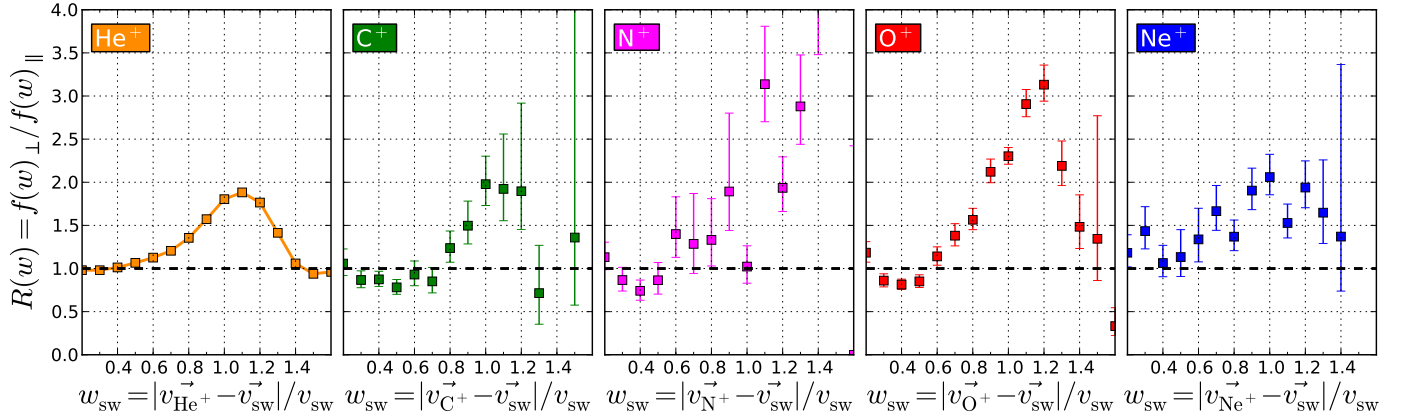 R(w) = f(w)⊥/f(w)∥
4.0
3.5
3.0
2.5
2.0
1.5
1.0
0.5
0.0
He⁺
C⁺
N⁺
O⁺
Ne⁺
0.4 0.6 0.8 1.0 1.2 1.4
0.4 0.6 0.8 1.0 1.2 1.4
0.4 0.6 0.8 1.0 1.2 1.4
0.4 0.6 0.8 1.0 1.2 1.4
0.4 0.6 0.8 1.0 1.2 1.4
w_sw = |v⃗_He⁺ − v⃗_sw|/v_sw
w_sw = |v⃗_C⁺ − v⃗_sw|/v_sw
w_sw = |v⃗_N⁺ − v⃗_sw|/v_sw
w_sw = |v⃗_O⁺ − v⃗_sw|/v_sw
w_sw = |v⃗_Ne⁺ − v⃗_sw|/v_sw